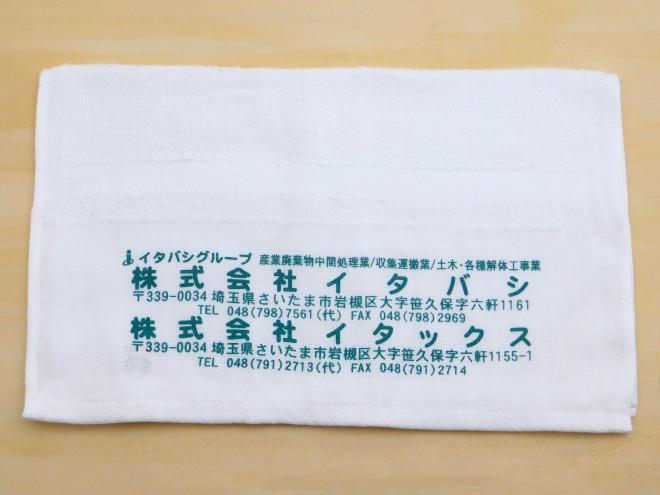 イタバシグループ 産業廃棄物中間処理業/収集運搬業/土木・各種解体工事業
株式会社イタバシ
〒339-0034 埼玉県さいたま市岩槻区大字笹久保字六軒1161
TEL 048(798)7561(代) FAX 048(798)2969
株式会社イタックス
〒339-0034 埼玉県さいたま市岩槻区大字笹久保字六軒1155-1
TEL 048(791)2713(代) FAX 048(791)2714